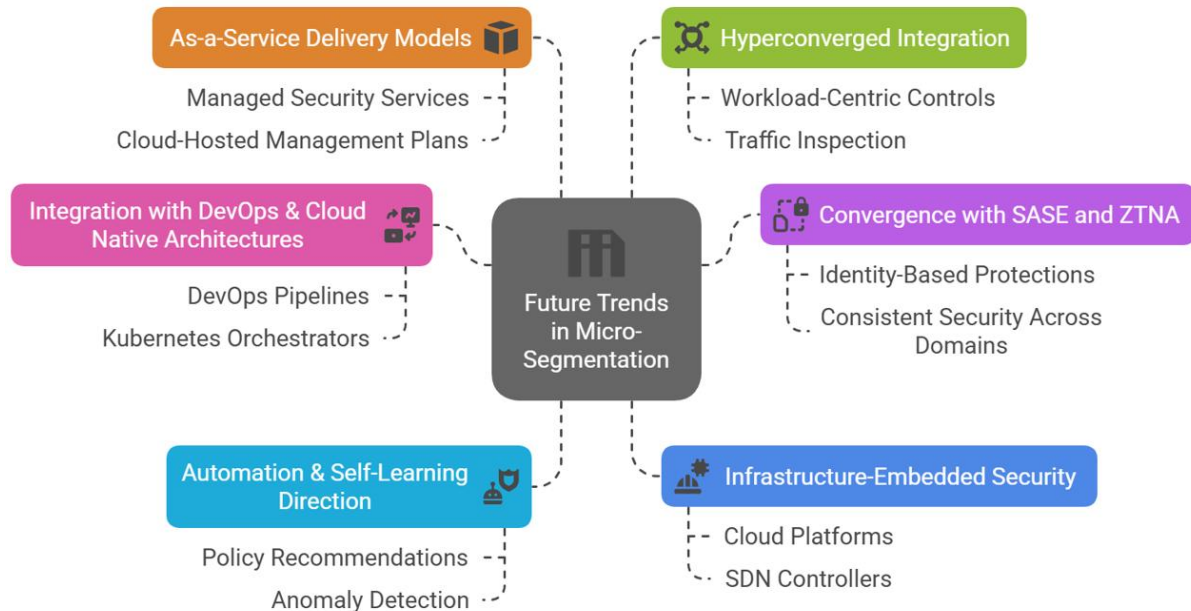 As-a-Service Delivery Models
Managed Security Services
Cloud-Hosted Management Plans
Integration with DevOps & Cloud
Native Architectures
DevOps Pipelines
Kubernetes Orchestrators
Automation & Self-Learning
Direction
Policy Recommendations
Anomaly Detection
Future Trends
in Micro-
Segmentation
Hyperconverged Integration
Workload-Centric Controls
Traffic Inspection
Convergence with SASE and ZTNA
Identity-Based Protections
Consistent Security Across
Domains
Infrastructure-Embedded Security
Cloud Platforms
SDN Controllers